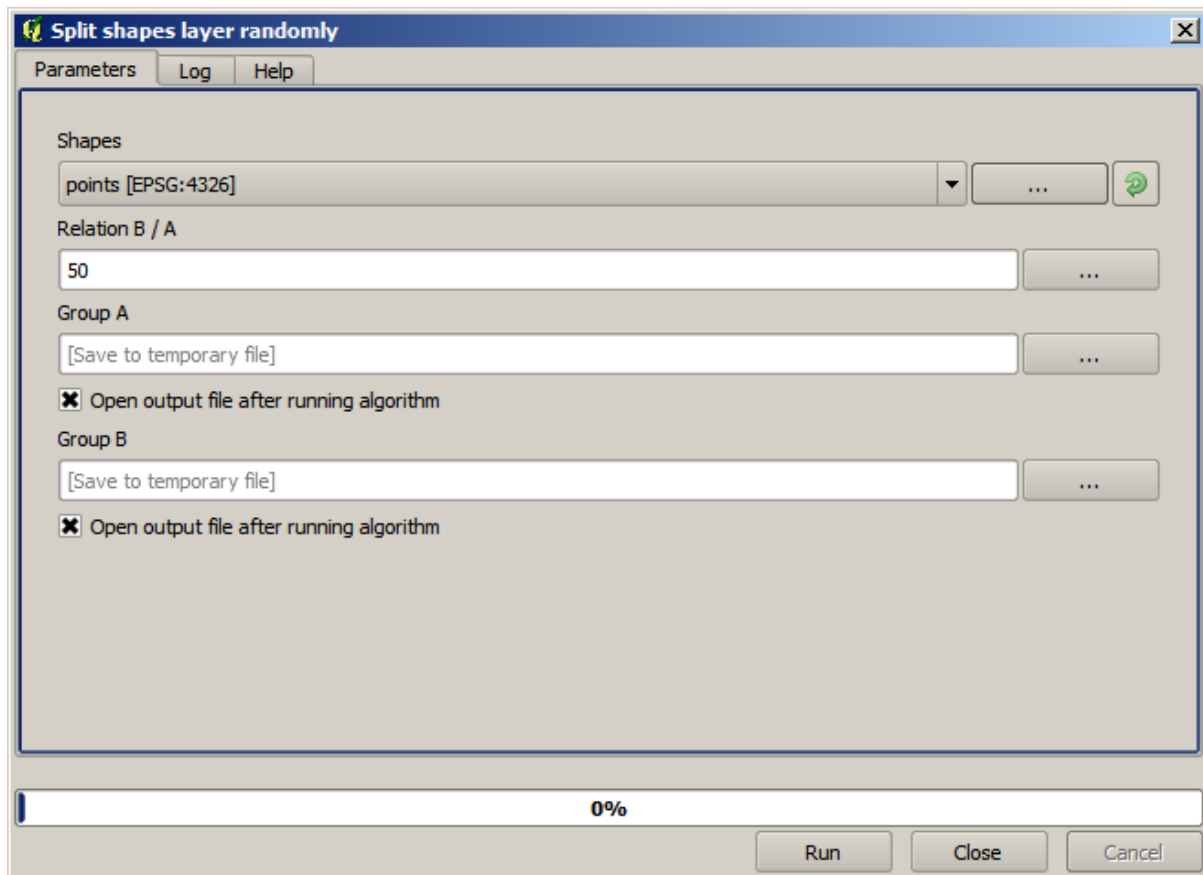 Split shapes layer randomly
Parameters Log Help
Shapes
points [EPSG:4326] ...
Relation B / A
50 ...
Group A
[Save to temporary file] ...
Open output file after running algorithm
Group B
[Save to temporary file] ...
Open output file after running algorithm
0%
Run Close Cancel